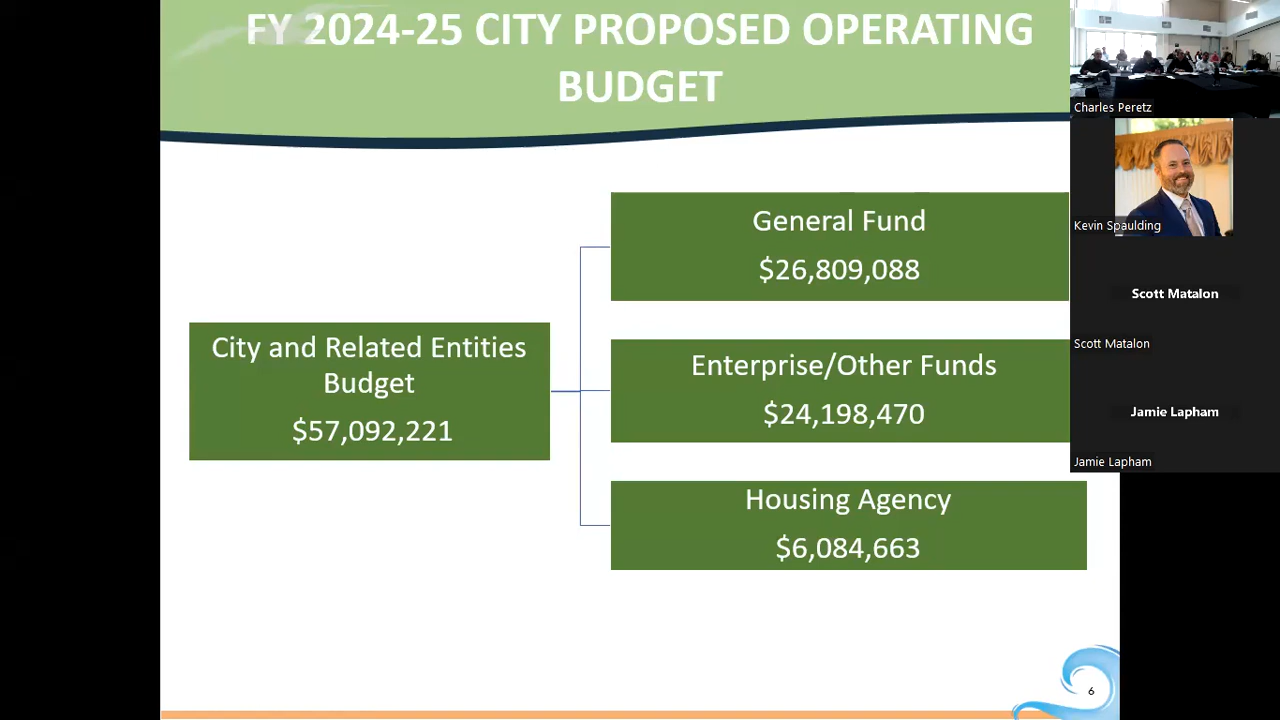 FY 2024-25 CITY PROPOSED OPERATING
BUDGET
City and Related Entities
Budget
$57,092,221
General Fund
$26,809,088
Enterprise/Other Funds
$24,198,470
Housing Agency
$6,084,663
6
Charles Peretz
Kevin Spaulding
Scott Matalon
Scott Matalon
Jamie Lapham
Jamie Lapham